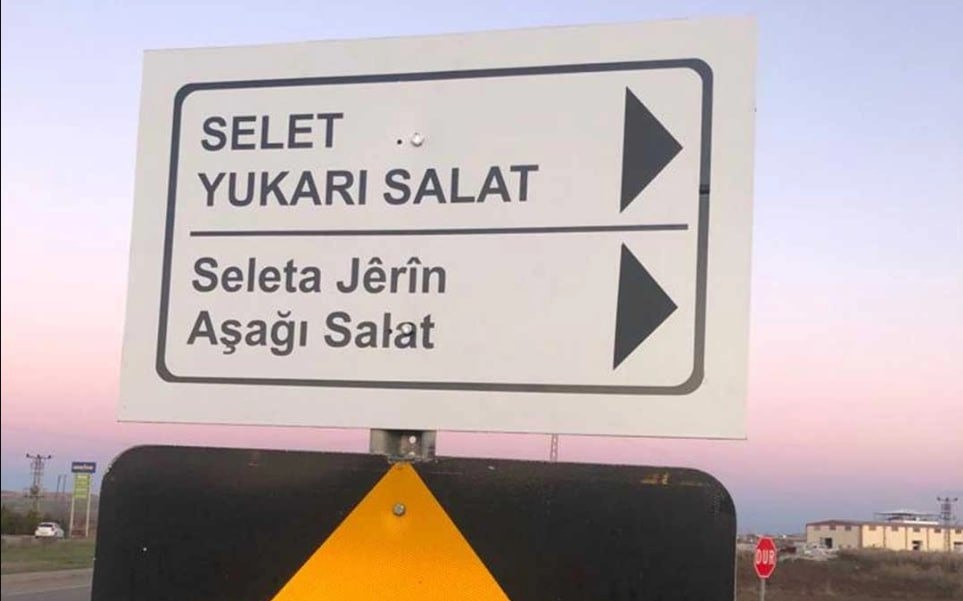 SELET
YUKARI SALAT
Seleta Jêrîn
Aşağı Salat
DUR